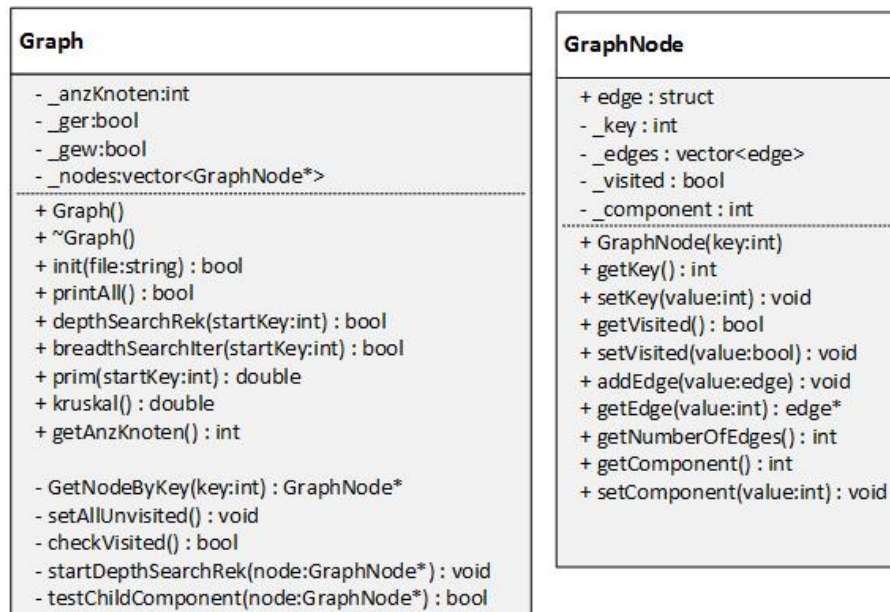 Graph
- _anzKnoten:int
- _ger:bool
- _gew:bool
- _nodes:vector<GraphNode*>
+ Graph()
+ ~Graph()
+ init(file:string) : bool
+ printAll() : bool
+ depthSearchRek(startKey:int) : bool
+ breadthSearchIter(startKey:int) : bool
+ prim(startKey:int) : double
+ kruskal() : double
+ getAnzKnoten() : int
- GetNodeByKey(key:int) : GraphNode*
- setAllUnvisited() : void
- checkVisited() : bool
- startDepthSearchRek(node:GraphNode*) : void
- testChildComponent(node:GraphNode*) : bool
GraphNode
+ edge : struct
- _key : int
- _edges : vector<edge>
- _visited : bool
- _component : int
+ GraphNode(key:int)
+ getKey() : int
+ setKey(value:int) : void
+ getVisited() : bool
+ setVisited(value:bool) : void
+ addEdge(value:edge) : void
+ getEdge(value:int) : edge*
+ getNumberOfEdges() : int
+ getComponent() : int
+ setComponent(value:int) : void